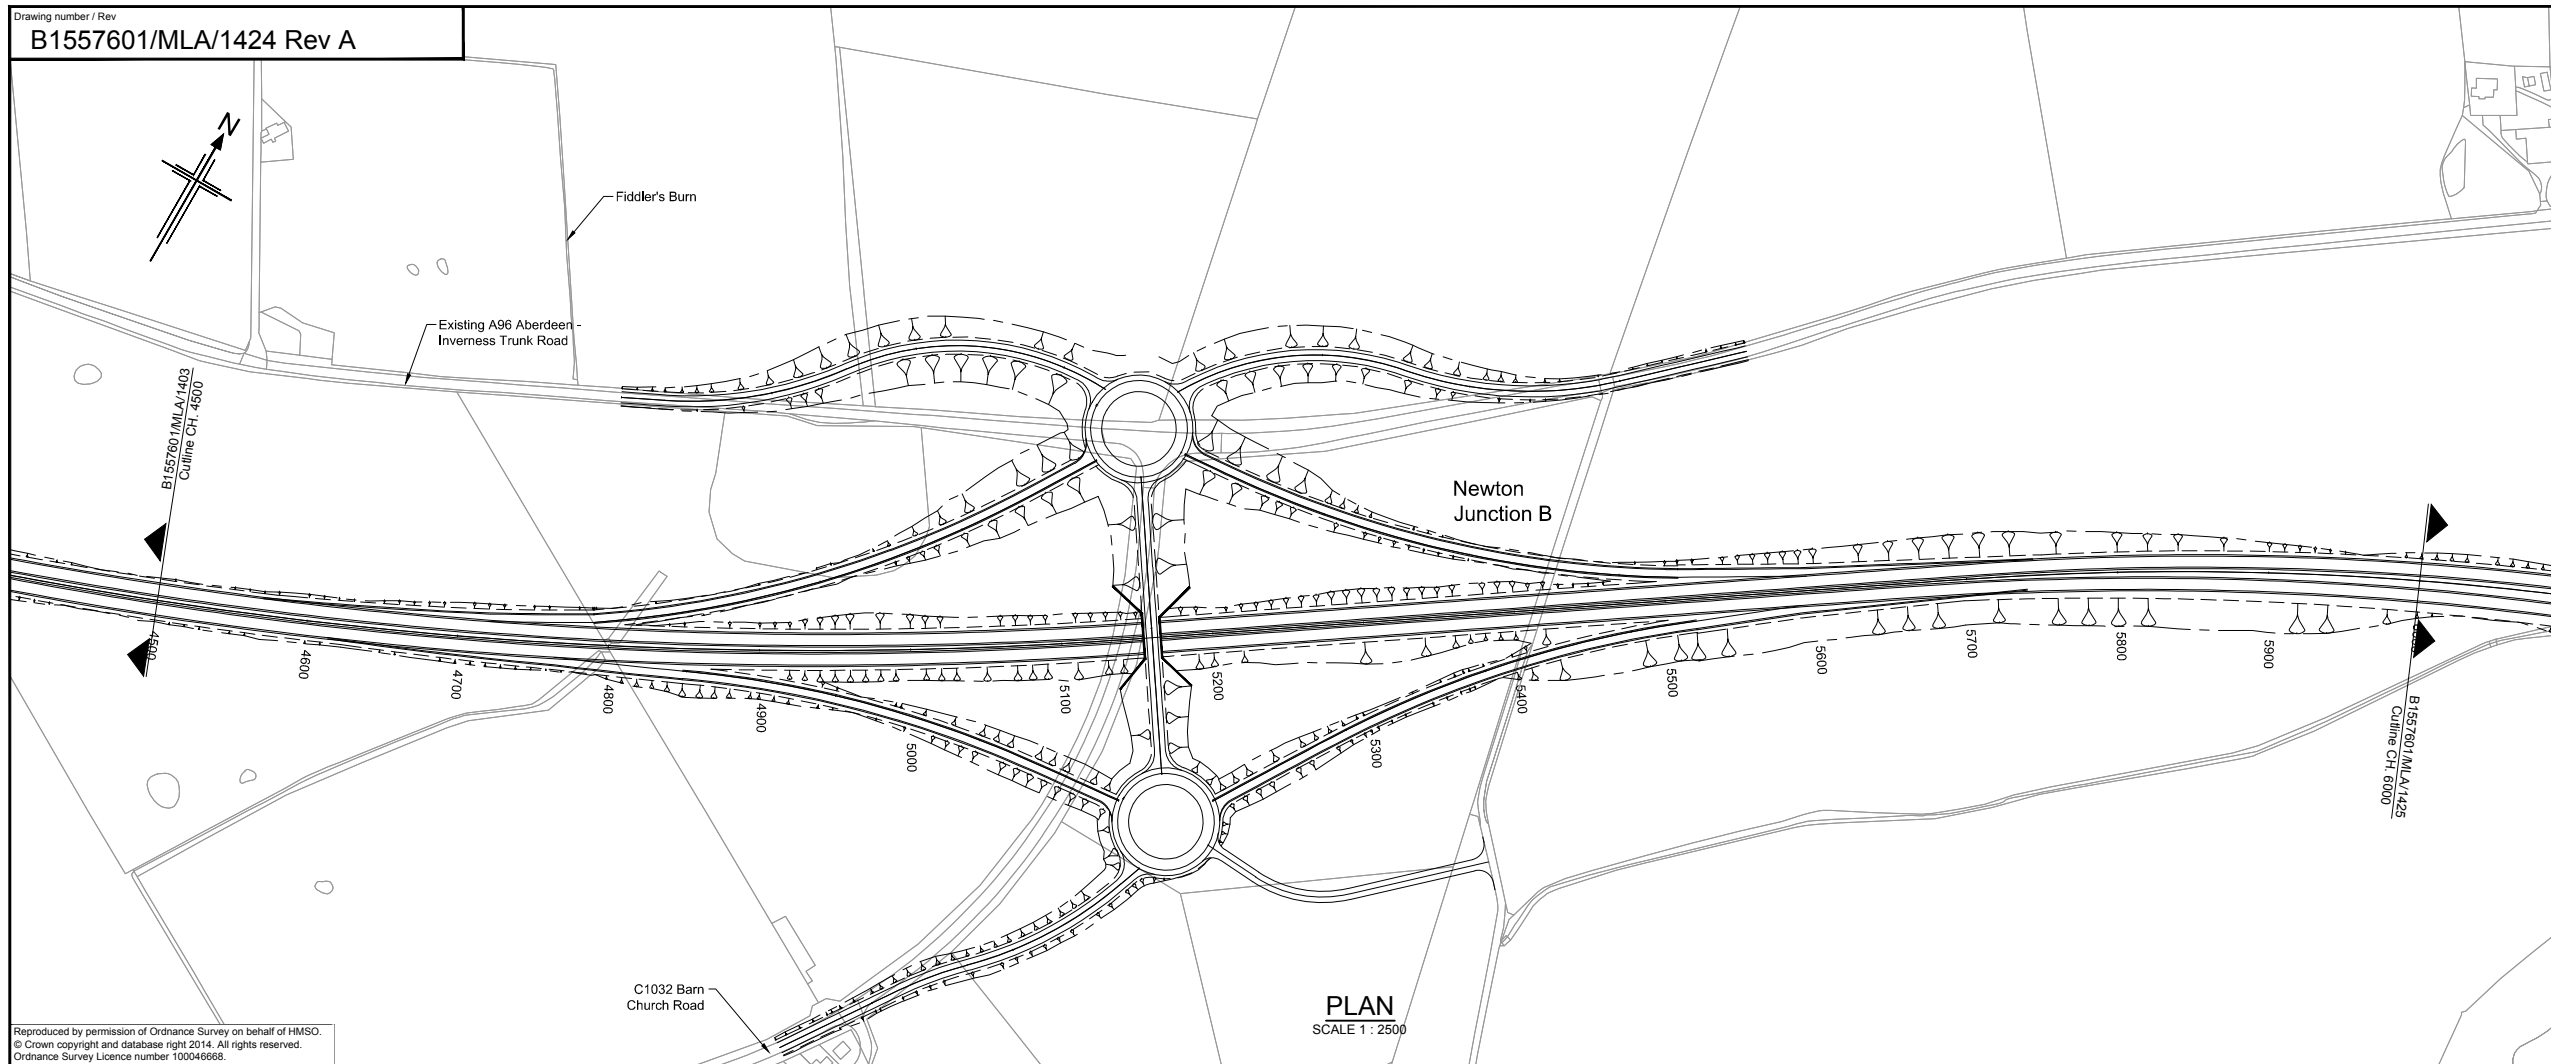 Drawing number / Rev
B1557601/MLA/1424 Rev A
N
Fiddler's Burn
Existing A96 Aberdeen -
Inverness Trunk Road
B1557601/MLA/1403
Cutline CH. 4500
Newton
Junction B
4500
4600
4700
4800
4900
5000
5100
5200
5300
5400
5500
5600
5700
5800
5900
6000
B1557601/MLA/1425
Cutline CH. 6000
C1032 Barn
Church Road
PLAN
SCALE 1 : 2500
Reproduced by permission of Ordnance Survey on behalf of HMSO.
© Crown copyright and database right 2014. All rights reserved.
Ordnance Survey Licence number 100046668.